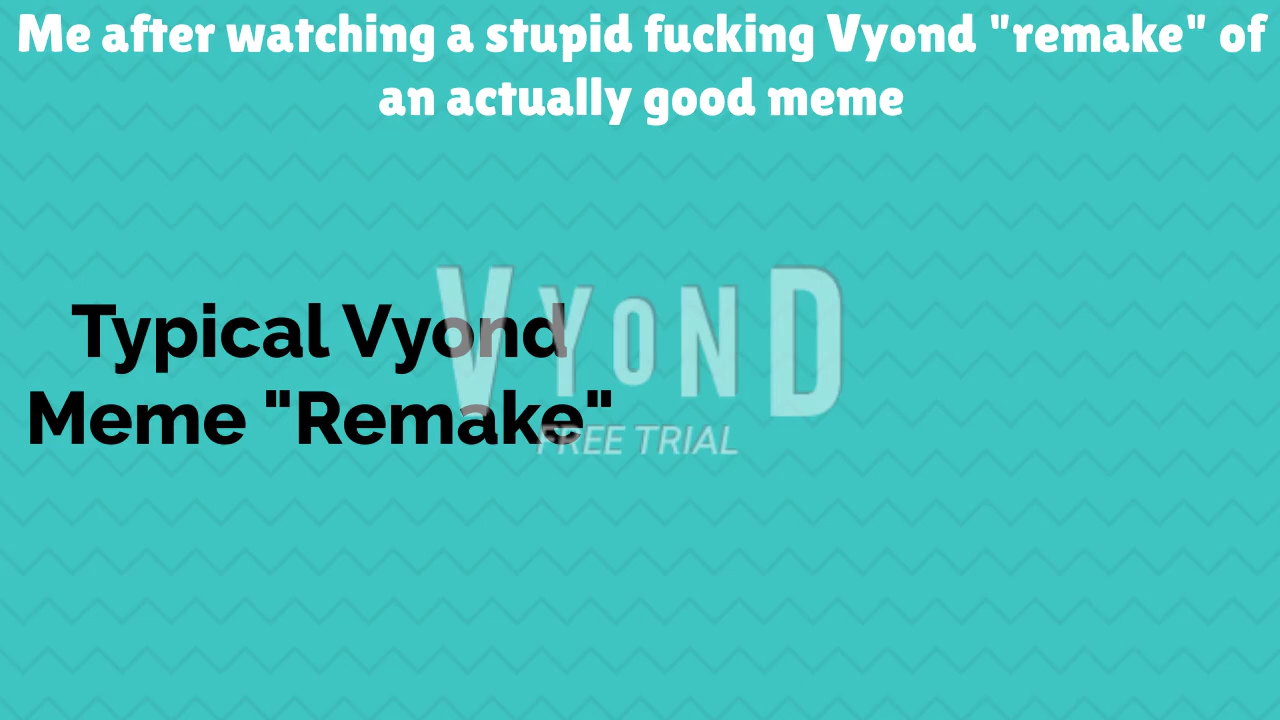 Me after watching a stupid fucking Vyond "remake" of
an actually good meme
Typical Vyond
Meme "Remake"
VYOND
FREE TRIAL